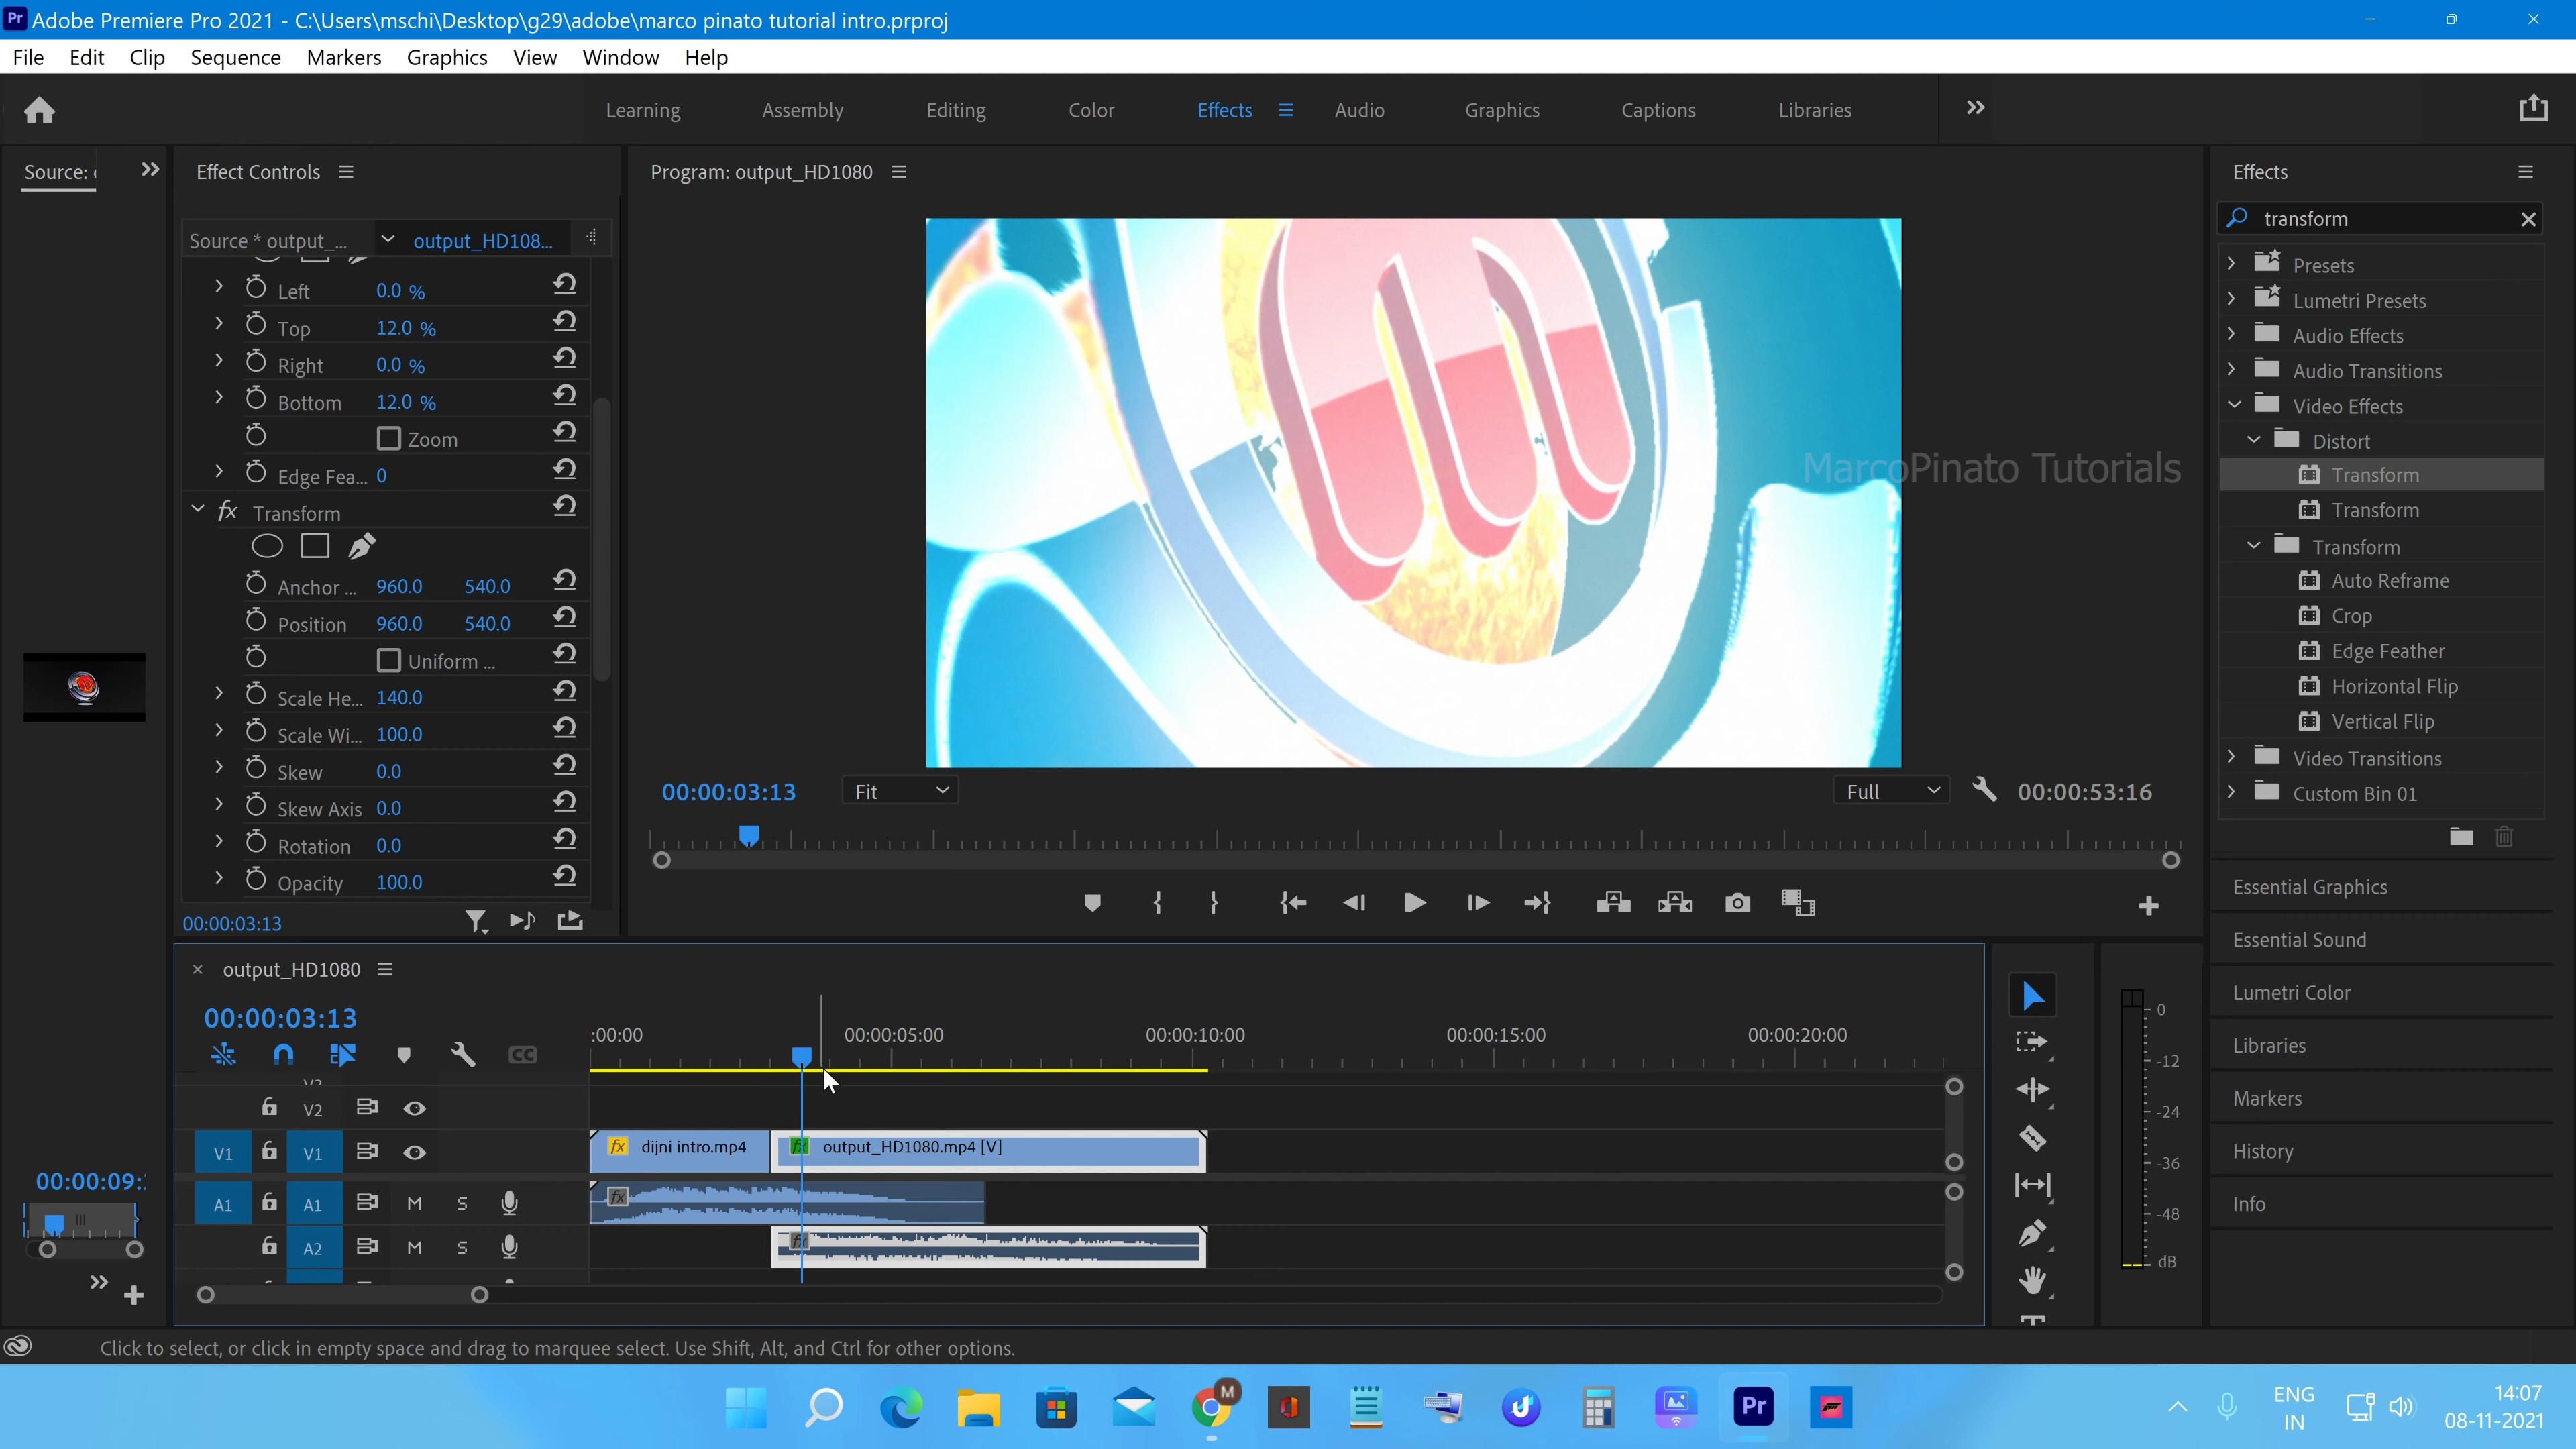 Adobe Premiere Pro 2021 - C:\Users\mschi\Desktop\g29\adobe\marco pinato tutorial intro.prproj
File Edit Clip Sequence Markers Graphics View Window Help
Learning Assembly Editing Color Effects Audio Graphics Captions Libraries
Source:
Effect Controls
Source * output_... output_HD108...
Left 0.0 %
Top 12.0 %
Right 0.0 %
Bottom 12.0 %
Zoom
Edge Fea... 0
fx Transform
Anchor ... 960.0 540.0
Position 960.0 540.0
Uniform ...
Scale He... 140.0
Scale Wi... 100.0
Skew 0.0
Skew Axis 0.0
Rotation 0.0
Opacity 100.0
00:00:03:13
Program: output_HD1080
MarcoPinato Tutorials
00:00:03:13 Fit Full 00:00:53:16
Effects
transform
Presets
Lumetri Presets
Audio Effects
Audio Transitions
Video Effects
Distort
Transform
Transform
Transform
Auto Reframe
Crop
Edge Feather
Horizontal Flip
Vertical Flip
Video Transitions
Custom Bin 01
Essential Graphics
Essential Sound
Lumetri Color
Libraries
Markers
History
Info
00:00:09:
output_HD1080
00:00:03:13
:00:00 00:00:05:00 00:00:10:00 00:00:15:00 00:00:20:00
V2
V1 V1 fx dijni intro.mp4 fx output_HD1080.mp4 [V]
A1 A1 M S fx
A2 M S fx
0
-12
-24
-36
-48
dB
Click to select, or click in empty space and drag to marquee select. Use Shift, Alt, and Ctrl for other options.
M
Pr
ENG
IN
14:07
08-11-2021